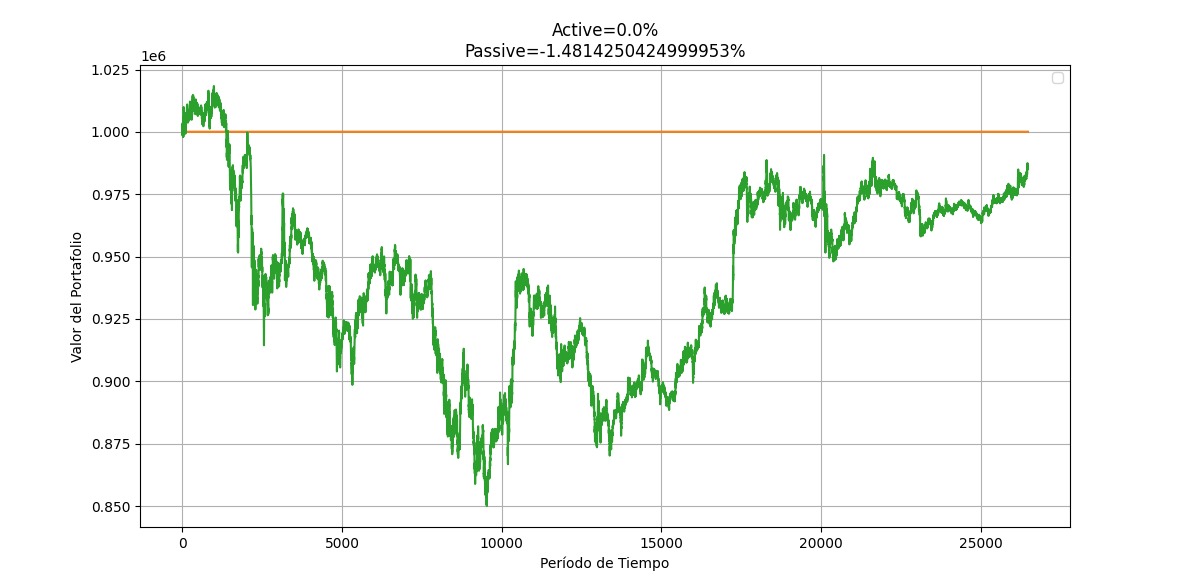 Active=0.0%
Passive=-1.4814250424999953%
1e6
1.025
1.000
0.975
0.950
0.925
0.900
0.875
0.850
Valor del Portafolio
0 5000 10000 15000 20000 25000
Período de Tiempo